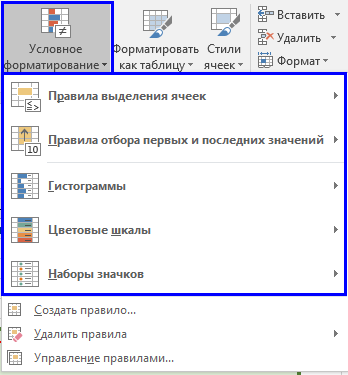 Условное форматирование
Форматировать как таблицу
Стили ячеек
Вставить
Удалить
Формат
Правила выделения ячеек
Правила отбора первых и последних значений
10
Гистограммы
Цветовые шкалы
Наборы значков
Создать правило...
Удалить правила
Управление правилами...